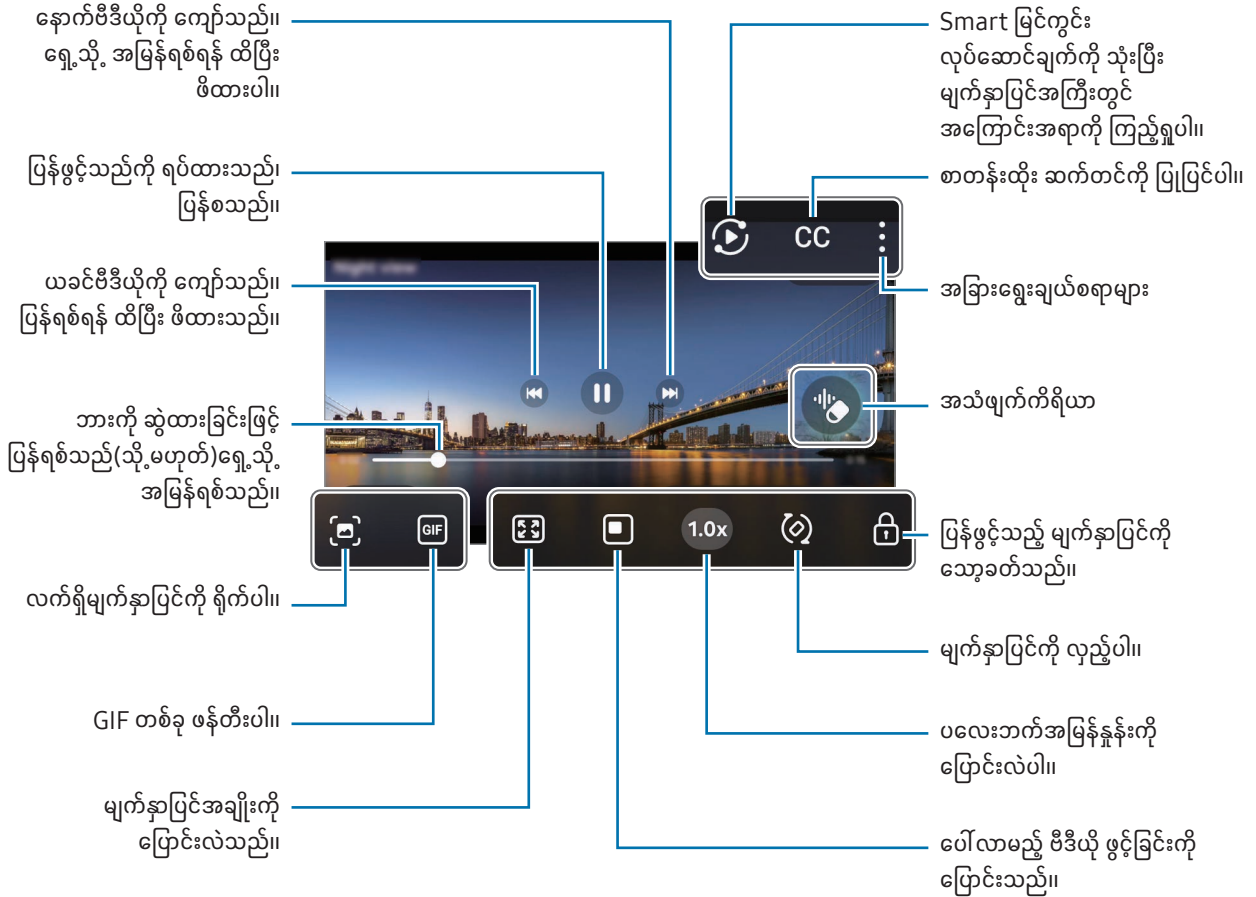 နောက်ဗီဒီယိုကို ကျော်သည်။
ရှေ့သို့ အမြန်ရစ်ရန် ထိပြီး
ဖိထားပါ။
ပြန်ဖွင့်သည်ကို ရပ်ထားသည်၊
ပြန်စသည်။
ယခင်ဗီဒီယိုကို ကျော်သည်။
ပြန်ရစ်ရန် ထိပြီး ဖိထားသည်။
ဘားကို ဆွဲထားခြင်းဖြင့်
ပြန်ရစ်သည်(သို့မဟုတ်)ရှေ့သို့
အမြန်ရစ်သည်။
လက်ရှိမျက်နှာပြင်ကို ရိုက်ပါ။
GIF တစ်ခု ဖန်တီးပါ။
မျက်နှာပြင်အချိုးကို
ပြောင်းလဲသည်။
Night view
CC
GIF
1.0x
Smart မြင်ကွင်း
လုပ်ဆောင်ချက်ကို သုံးပြီး
မျက်နှာပြင်အကြီးတွင်
အကြောင်းအရာကို ကြည့်ရှုပါ။
စာတန်းထိုး ဆက်တင်ကို ပြုပြင်ပါ။
အခြားရွေးချယ်စရာများ
အသံဖျက်ကိရိယာ
ပြန်ဖွင့်သည့် မျက်နှာပြင်ကို
သော့ခတ်သည်။
မျက်နှာပြင်ကို လှည့်ပါ။
ပလေးဘက်အမြန်နှုန်းကို
ပြောင်းလဲပါ။
ပေါ်လာမည့် ဗီဒီယို ဖွင့်ခြင်းကို
ပြောင်းသည်။